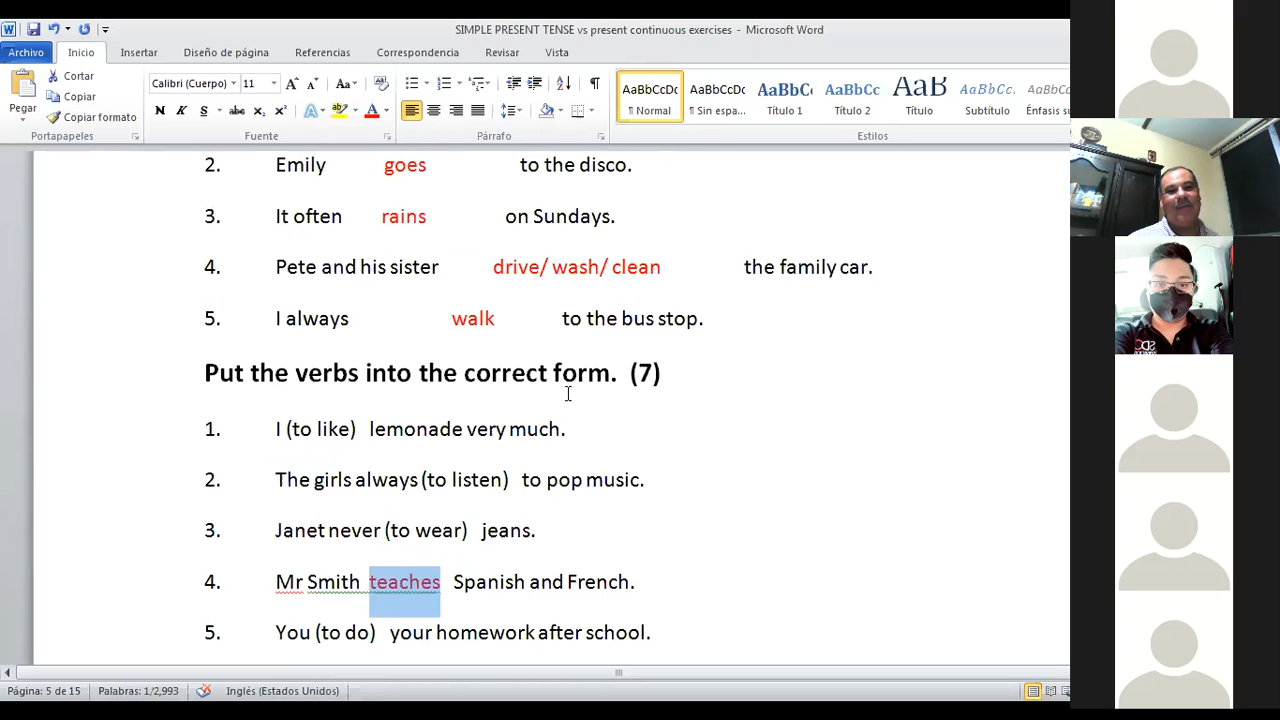 SIMPLE PRESENT TENSE vs present continuous exercises - Microsoft Word
Archivo Inicio Insertar Diseño de página Referencias Correspondencia Revisar Vista
Pegar
Cortar
Copiar
Copiar formato
Portapapeles
Calibri (Cuerpo) 11
N K S abc x₂ x²
Fuente
Párrafo
AaBbCcDc AaBbCcDc AaBbC AaBbCc AaB AaBbCc. AaBbCc
¶ Normal ¶ Sin espa... Título 1 Título 2 Título Subtítulo Énfasis su
Estilos
2. Emily goes to the disco.
3. It often rains on Sundays.
4. Pete and his sister drive/ wash/ clean the family car.
5. I always walk to the bus stop.
Put the verbs into the correct form. (7)
1. I (to like) lemonade very much.
2. The girls always (to listen) to pop music.
3. Janet never (to wear) jeans.
4. Mr Smith teaches Spanish and French.
5. You (to do) your homework after school.
Página: 5 de 15 Palabras: 1/2,993 Inglés (Estados Unidos)
SDC